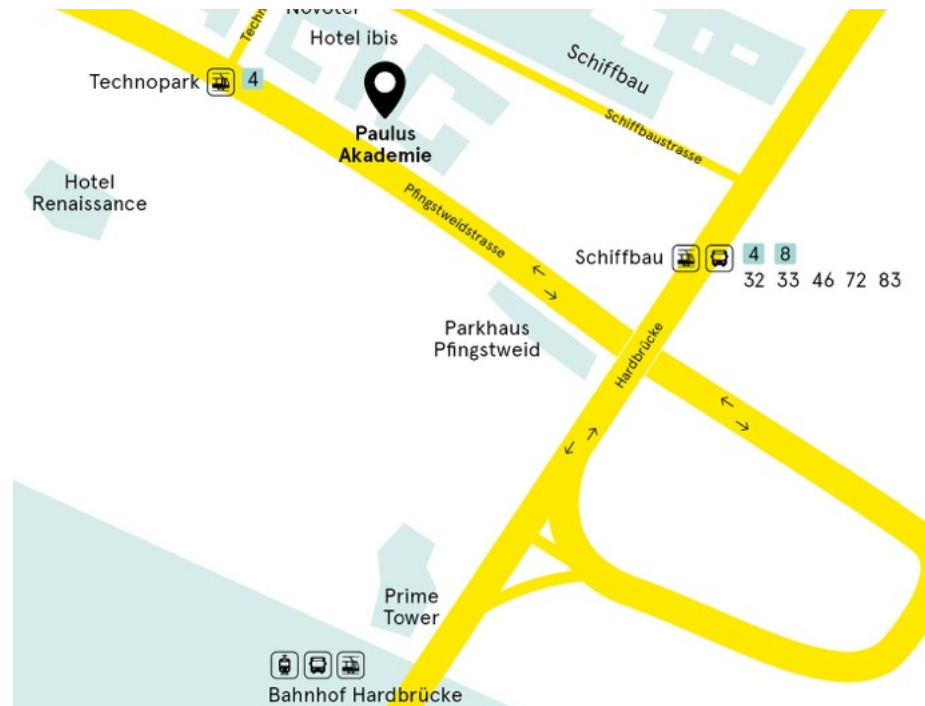 Novotel
Hotel ibis
Techn
Technopark 4
Paulus
Akademie
Schiffbau
Schiffbaustrasse
Hotel
Renaissance
Pfingstweidstrasse
Schiffbau 4 8
32 33 46 72 83
Parkhaus
Pfingstweid
Hardbrücke
Prime
Tower
Bahnhof Hardbrücke